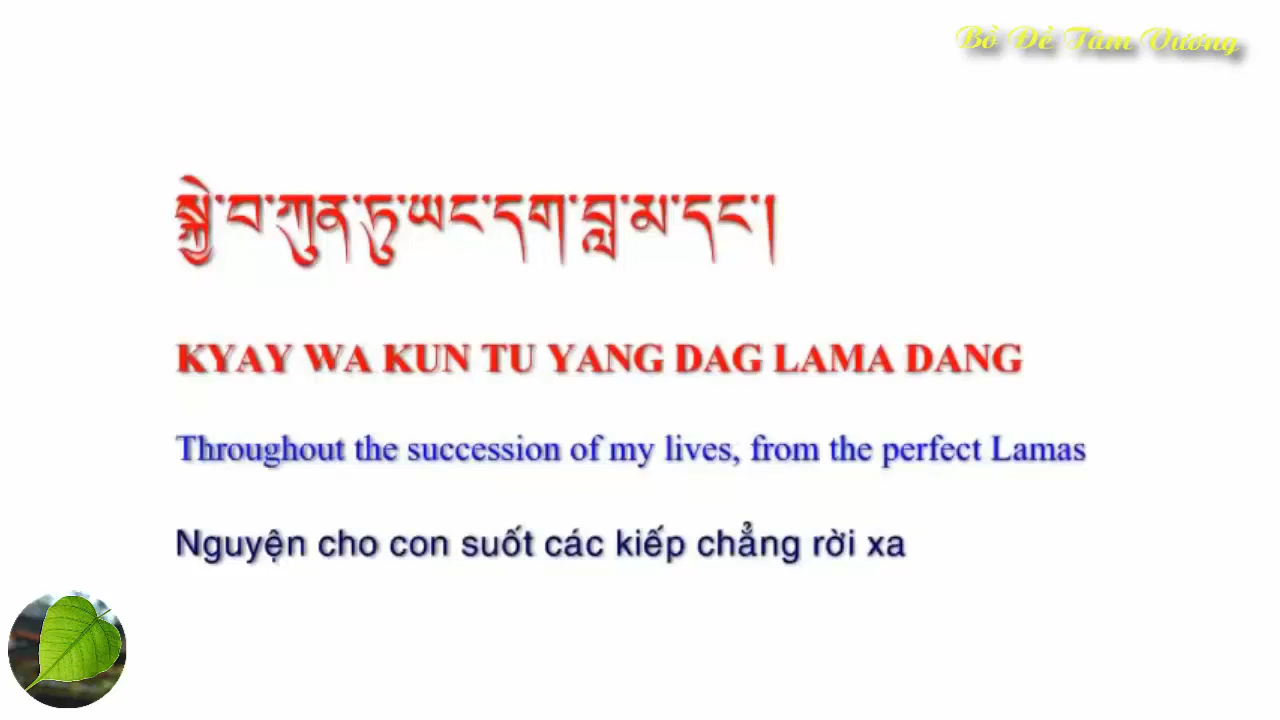 Bồ Đề Tâm Vương
སྐྱེ་བ་ཀུན་ཏུ་ཡང་དག་བླ་མ་དང་།
KYAY WA KUN TU YANG DAG LAMA DANG
Throughout the succession of my lives, from the perfect Lamas
Nguyện cho con suốt các kiếp chẳng rời xa